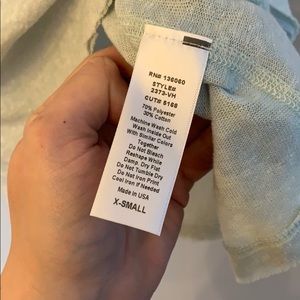 RN# 136060
STYLE#
2373-VH
CUT# 5168
70% Polyester
30% Cotton
Machine Wash Cold
Wash Inside Out
With Similar Colors
Together
Do Not Bleach
Reshape While
Damp. Dry Flat
Do Not Tumble Dry
Do Not Iron Print
Cool Iron if Needed
Made in USA
X-SMALL